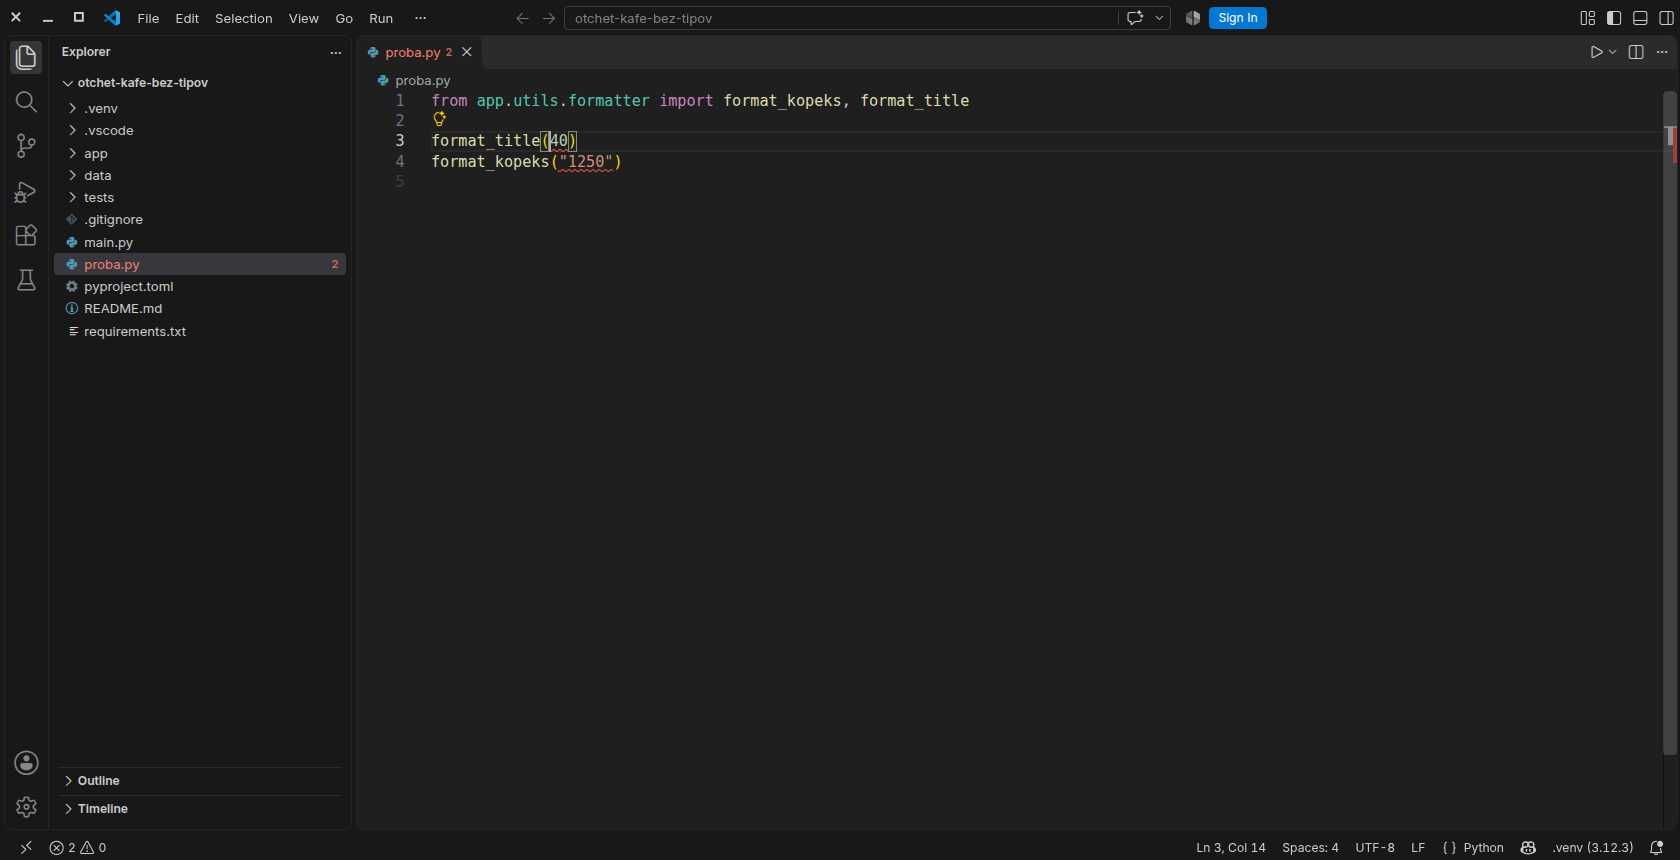 File Edit Selection View Go Run ···
otchet-kafe-bez-tipov
Sign In
Explorer ···
otchet-kafe-bez-tipov
.venv
.vscode
app
data
tests
.gitignore
main.py
proba.py 2
pyproject.toml
README.md
requirements.txt
Outline
Timeline
proba.py 2
proba.py
1 from app.utils.formatter import format_kopeks, format_title
2
3 format_title(40)
4 format_kopeks("1250")
5
2 0
Ln 3, Col 14 Spaces: 4 UTF-8 LF { } Python .venv (3.12.3)